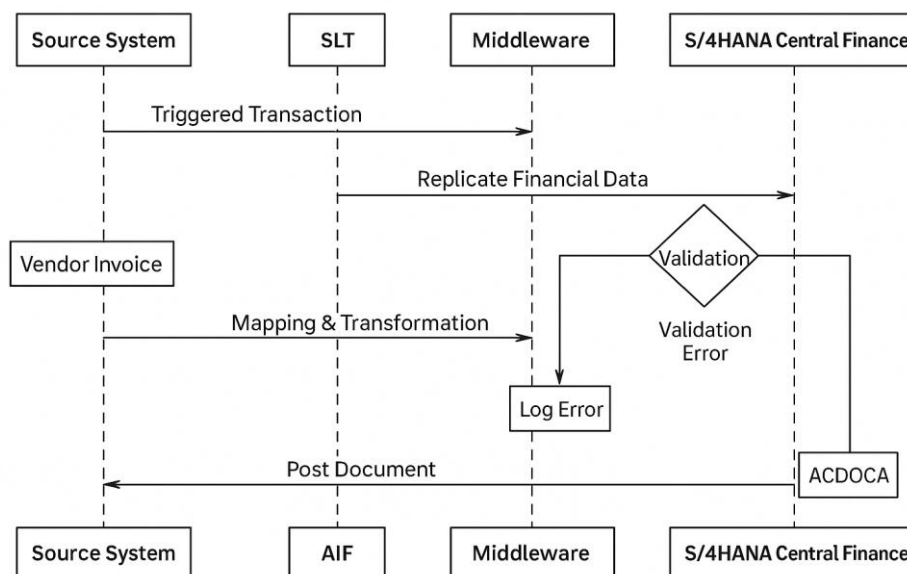 Source System
SLT
Middleware
S/4HANA Central Finance
Triggered Transaction
Replicate Financial Data
Vendor Invoice
Validation
Mapping & Transformation
Validation
Error
Log Error
Post Document
ACDOCA
Source System
AIF
Middleware
S/4HANA Central Finance